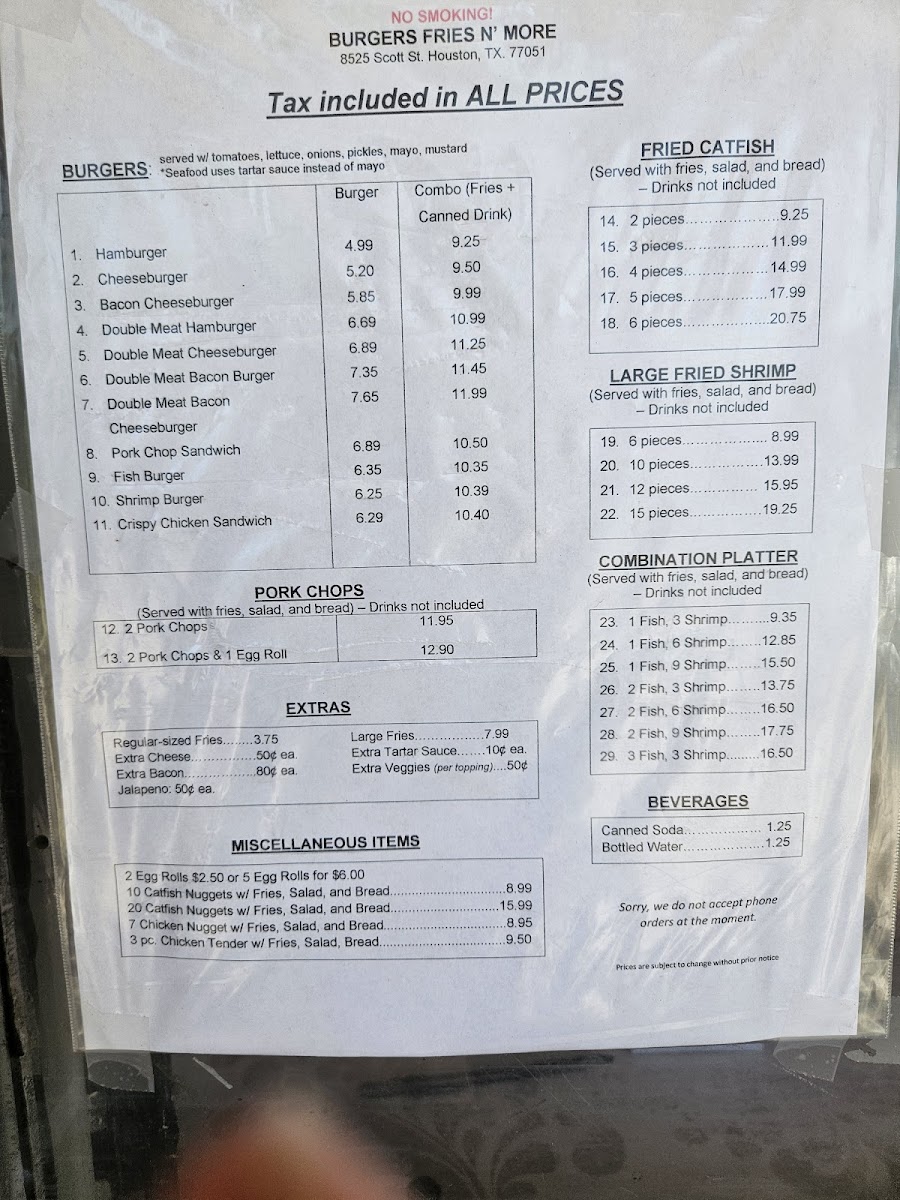 NO SMOKING!
BURGERS FRIES N' MORE
8525 Scott St. Houston, TX. 77051
Tax included in ALL PRICES
BURGERS: served w/ tomatoes, lettuce, onions, pickles, mayo, mustard
*Seafood uses tartar sauce instead of mayo
Burger Combo (Fries +
Canned Drink)
1. Hamburger 4.99 9.25
2. Cheeseburger 5.20 9.50
3. Bacon Cheeseburger 5.85 9.99
4. Double Meat Hamburger 6.69 10.99
5. Double Meat Cheeseburger 6.89 11.25
6. Double Meat Bacon Burger 7.35 11.45
7. Double Meat Bacon 7.65 11.99
Cheeseburger
8. Pork Chop Sandwich 6.89 10.50
9. Fish Burger 6.35 10.35
10. Shrimp Burger 6.25 10.39
11. Crispy Chicken Sandwich 6.29 10.40
PORK CHOPS
(Served with fries, salad, and bread) – Drinks not included
12. 2 Pork Chops 11.95
13. 2 Pork Chops & 1 Egg Roll 12.90
EXTRAS
Regular-sized Fries........3.75 Large Fries..................7.99
Extra Cheese.................50¢ ea. Extra Tartar Sauce.......10¢ ea.
Extra Bacon...................80¢ ea. Extra Veggies (per topping)....50¢
Jalapeno: 50¢ ea.
MISCELLANEOUS ITEMS
2 Egg Rolls $2.50 or 5 Egg Rolls for $6.00
10 Catfish Nuggets w/ Fries, Salad, and Bread...............................8.99
20 Catfish Nuggets w/ Fries, Salad, and Bread.............................15.99
7 Chicken Nugget w/ Fries, Salad, and Bread.................................8.95
3 pc. Chicken Tender w/ Fries, Salad, Bread..................................9.50
FRIED CATFISH
(Served with fries, salad, and bread)
– Drinks not included
14. 2 pieces.......................9.25
15. 3 pieces.....................11.99
16. 4 pieces.....................14.99
17. 5 pieces.....................17.99
18. 6 pieces.....................20.75
LARGE FRIED SHRIMP
(Served with fries, salad, and bread)
– Drinks not included
19. 6 pieces..................... 8.99
20. 10 pieces...................13.99
21. 12 pieces................. 15.95
22. 15 pieces..................19.25
COMBINATION PLATTER
(Served with fries, salad, and bread)
– Drinks not included
23. 1 Fish, 3 Shrimp..........9.35
24. 1 Fish, 6 Shrimp........12.85
25. 1 Fish, 9 Shrimp........15.50
26. 2 Fish, 3 Shrimp........13.75
27. 2 Fish, 6 Shrimp........16.50
28. 2 Fish, 9 Shrimp........17.75
29. 3 Fish, 3 Shrimp........16.50
BEVERAGES
Canned Soda................... 1.25
Bottled Water....................1.25
Sorry, we do not accept phone
orders at the moment.
Prices are subject to change without prior notice